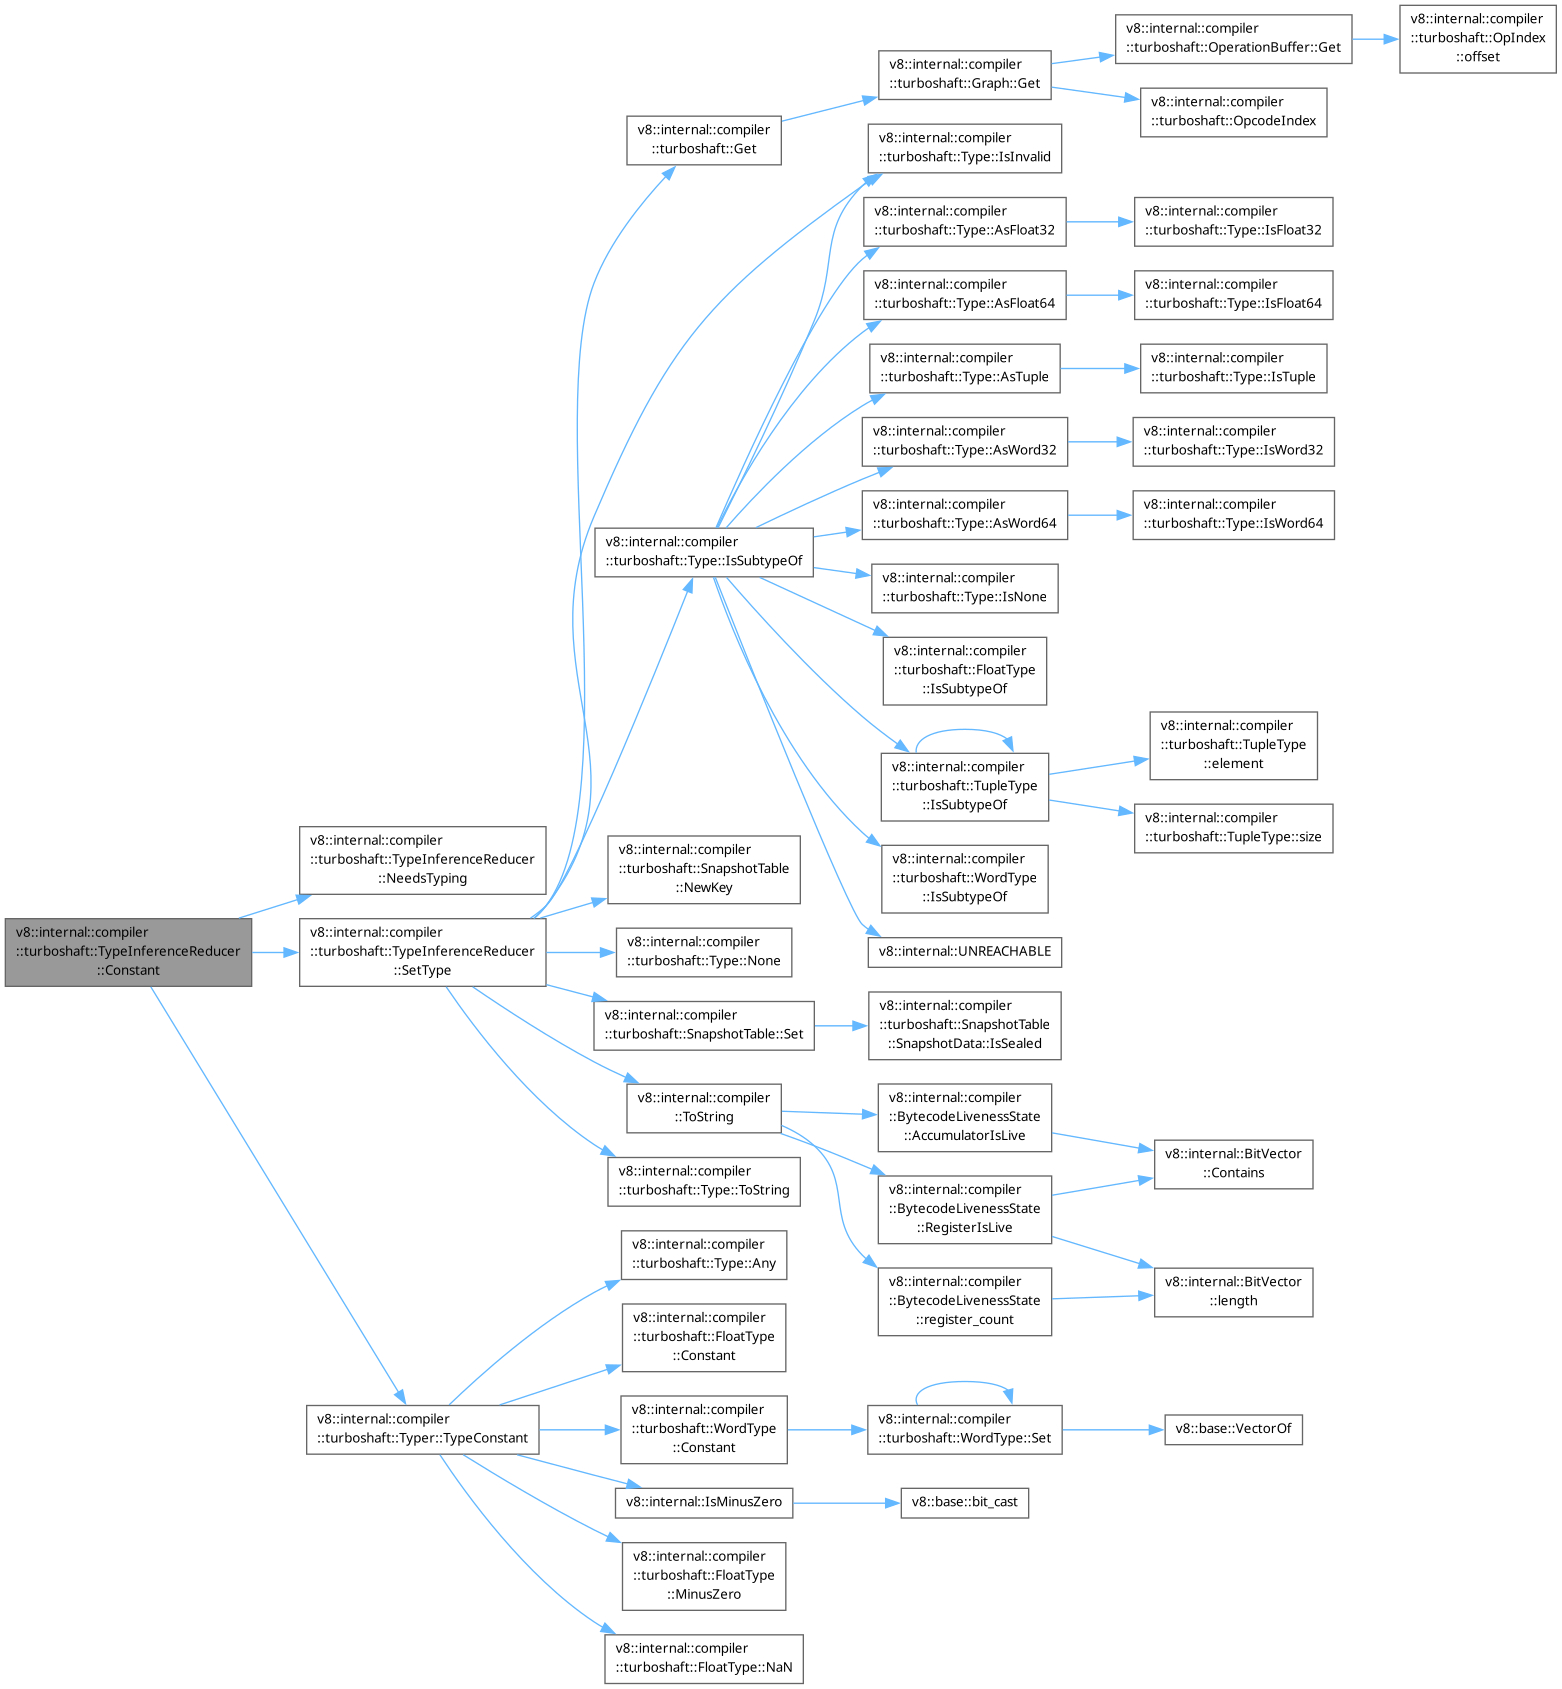 v8::internal::compiler
::turboshaft::TypeInferenceReducer
::Constant
v8::internal::compiler
::turboshaft::TypeInferenceReducer
::NeedsTyping
v8::internal::compiler
::turboshaft::TypeInferenceReducer
::SetType
v8::internal::compiler
::turboshaft::Get
v8::internal::compiler
::turboshaft::Graph::Get
v8::internal::compiler
::turboshaft::OperationBuffer::Get
v8::internal::compiler
::turboshaft::OpIndex
::offset
v8::internal::compiler
::turboshaft::OpcodeIndex
v8::internal::compiler
::turboshaft::Type::IsInvalid
v8::internal::compiler
::turboshaft::Type::IsSubtypeOf
v8::internal::compiler
::turboshaft::Type::AsFloat32
v8::internal::compiler
::turboshaft::Type::IsFloat32
v8::internal::compiler
::turboshaft::Type::AsFloat64
v8::internal::compiler
::turboshaft::Type::IsFloat64
v8::internal::compiler
::turboshaft::Type::AsTuple
v8::internal::compiler
::turboshaft::Type::IsTuple
v8::internal::compiler
::turboshaft::Type::AsWord32
v8::internal::compiler
::turboshaft::Type::IsWord32
v8::internal::compiler
::turboshaft::Type::AsWord64
v8::internal::compiler
::turboshaft::Type::IsWord64
v8::internal::compiler
::turboshaft::Type::IsNone
v8::internal::compiler
::turboshaft::FloatType
::IsSubtypeOf
v8::internal::compiler
::turboshaft::TupleType
::IsSubtypeOf
v8::internal::compiler
::turboshaft::TupleType
::element
v8::internal::compiler
::turboshaft::TupleType::size
v8::internal::compiler
::turboshaft::WordType
::IsSubtypeOf
v8::internal::UNREACHABLE
v8::internal::compiler
::turboshaft::SnapshotTable
::NewKey
v8::internal::compiler
::turboshaft::Type::None
v8::internal::compiler
::turboshaft::SnapshotTable::Set
v8::internal::compiler
::turboshaft::SnapshotTable
::SnapshotData::IsSealed
v8::internal::compiler
::ToString
v8::internal::compiler
::BytecodeLivenessState
::AccumulatorIsLive
v8::internal::BitVector
::Contains
v8::internal::compiler
::BytecodeLivenessState
::RegisterIsLive
v8::internal::BitVector
::length
v8::internal::compiler
::BytecodeLivenessState
::register_count
v8::internal::compiler
::turboshaft::Type::ToString
v8::internal::compiler
::turboshaft::Typer::TypeConstant
v8::internal::compiler
::turboshaft::Type::Any
v8::internal::compiler
::turboshaft::FloatType
::Constant
v8::internal::compiler
::turboshaft::WordType
::Constant
v8::internal::compiler
::turboshaft::WordType::Set
v8::base::VectorOf
v8::internal::IsMinusZero
v8::base::bit_cast
v8::internal::compiler
::turboshaft::FloatType
::MinusZero
v8::internal::compiler
::turboshaft::FloatType::NaN